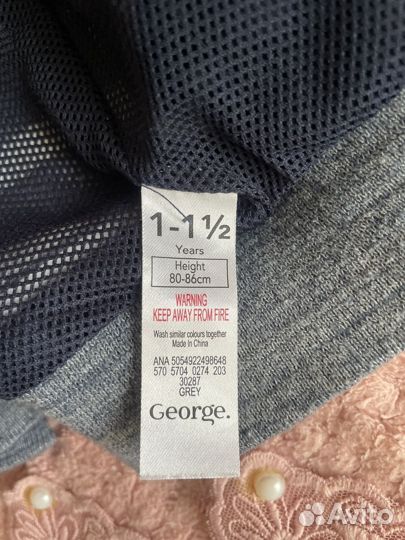 1-1½
Years
Height
80-86cm
WARNING
KEEP AWAY FROM FIRE
Wash similar colours together
Made In China
ANA 5054922498648
570 5704 0274 203
30287
GREY
George.
Avito